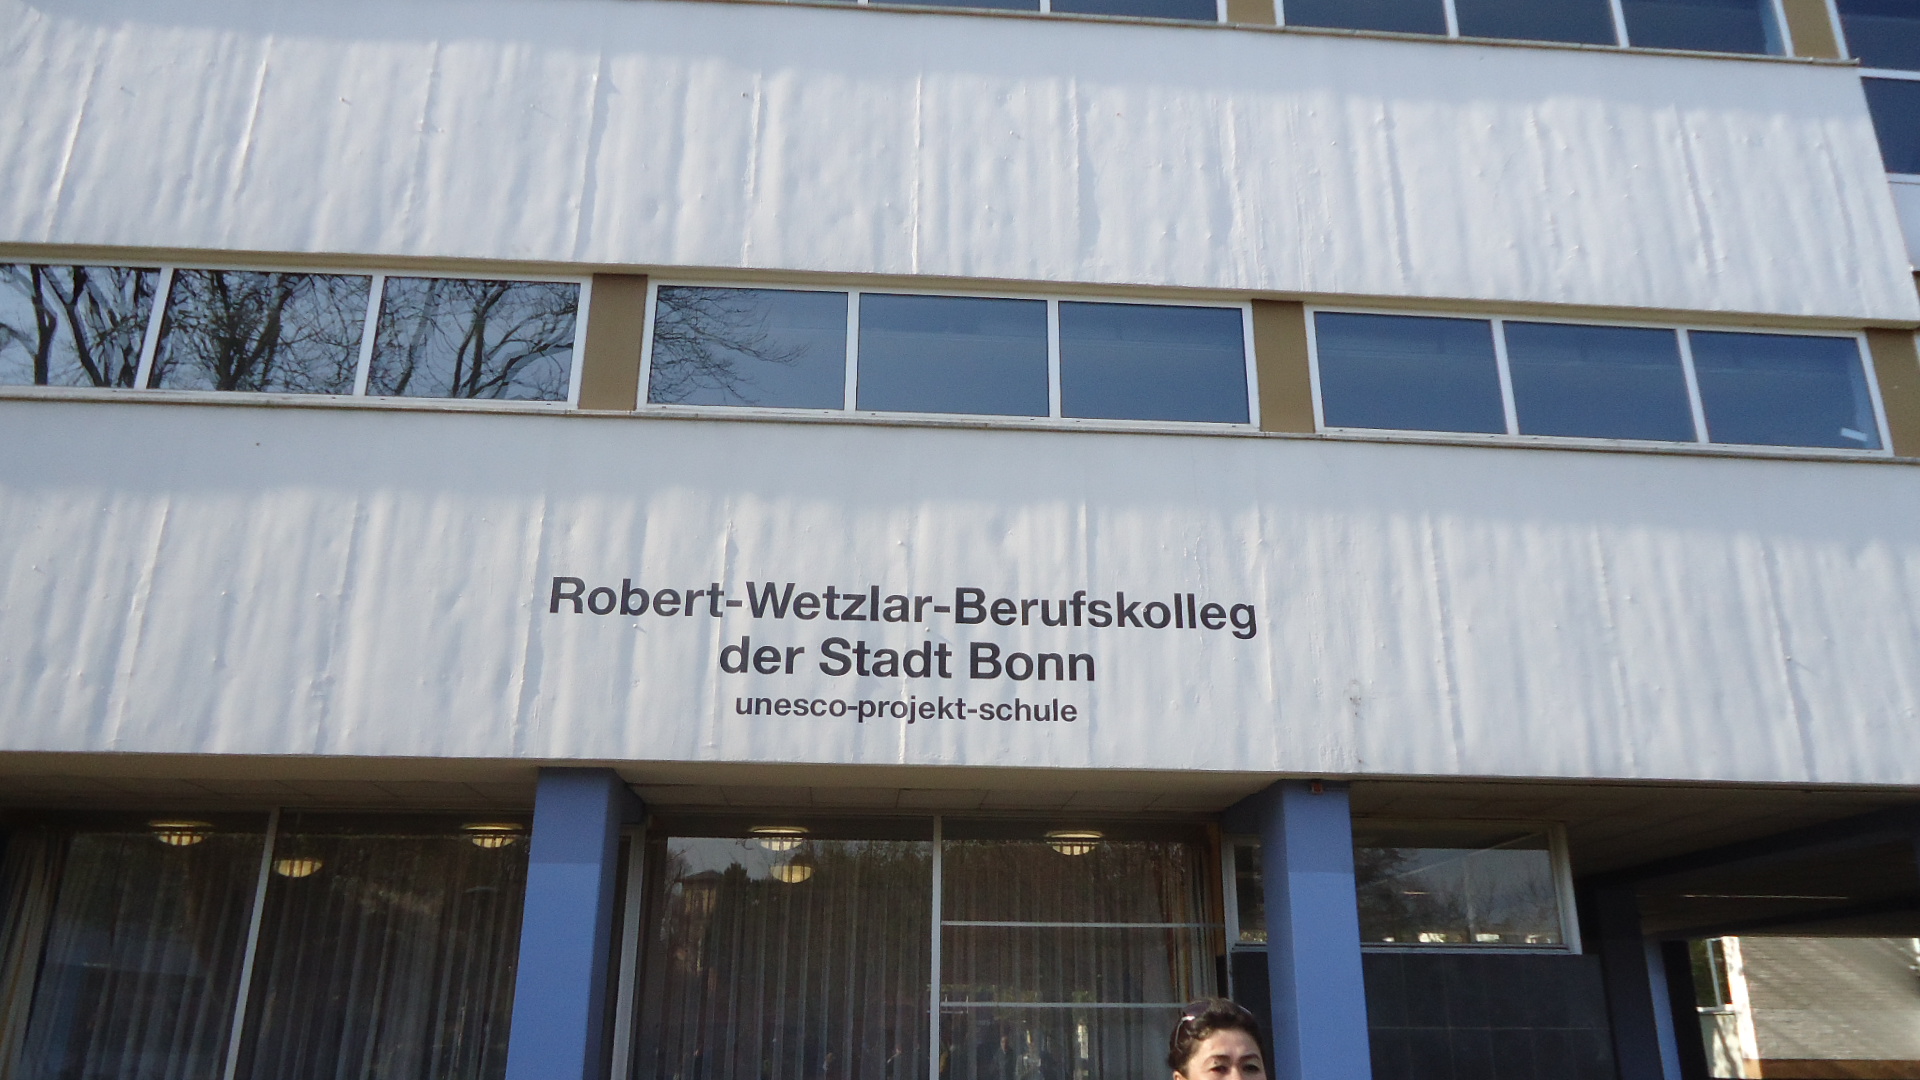 Robert-Wetzlar-Berufskolleg
der Stadt Bonn
unesco-projekt-schule